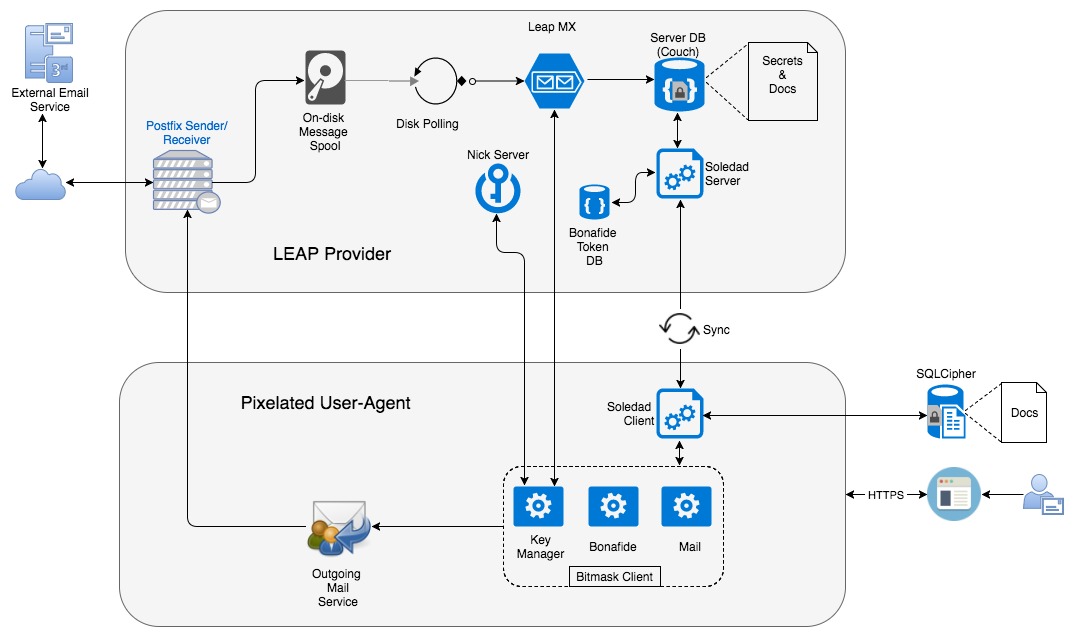 Leap MX
External Email
Service
3rd
Postfix Sender/
Receiver
On-disk
Message
Spool
Disk Polling
Server DB
(Couch)
{ }
Secrets
&
Docs
Nick Server
Soledad
Server
{ }
Bonafide
Token
DB
LEAP Provider
Sync
Pixelated User-Agent
Soledad
Client
SQLCipher
Docs
HTTPS
Key
Manager
Bonafide
Mail
Bitmask Client
Outgoing
Mail
Service